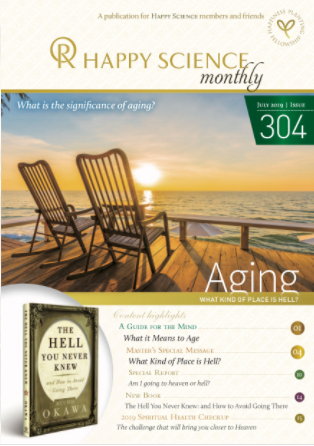 A publication for HAPPY SCIENCE members and friends
HAPPINESS PLANTING FELLOWSHIP
HAPPY SCIENCE
monthly
What is the significance of aging?
JULY 2019 | ISSUE
304
Aging
WHAT KIND OF PLACE IS HELL?
Content highlights
A GUIDE FOR THE MIND 01
What it Means to Age
MASTER'S SPECIAL MESSAGE 04
What Kind of Place is Hell?
SPECIAL REPORT
Am I going to heaven or hell?
NEW BOOK 14
The Hell You Never Knew: and How to Avoid Going There
2019 SPIRITUAL HEALTH CHECKUP
The challenge that will bring you closer to Heaven
THE
HELL
YOU NEVER
KNEW
and How to Avoid
Going There
OKAWA